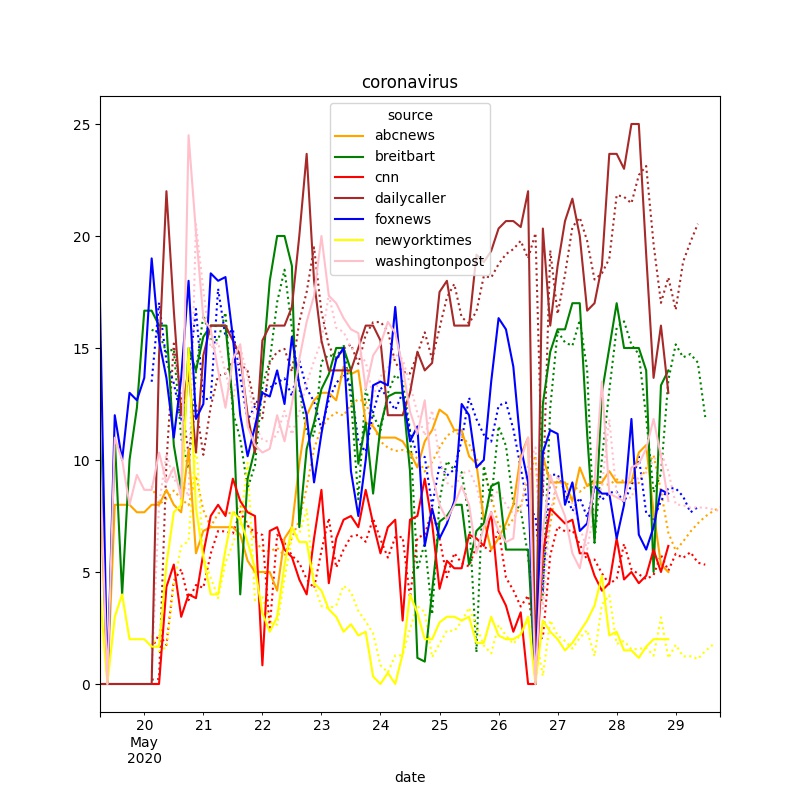 coronavirus
source
abcnews
breitbart
cnn
dailycaller
foxnews
newyorktimes
washingtonpost
25
20
15
10
5
0
20 21 22 23 24 25 26 27 28 29
May
2020
date